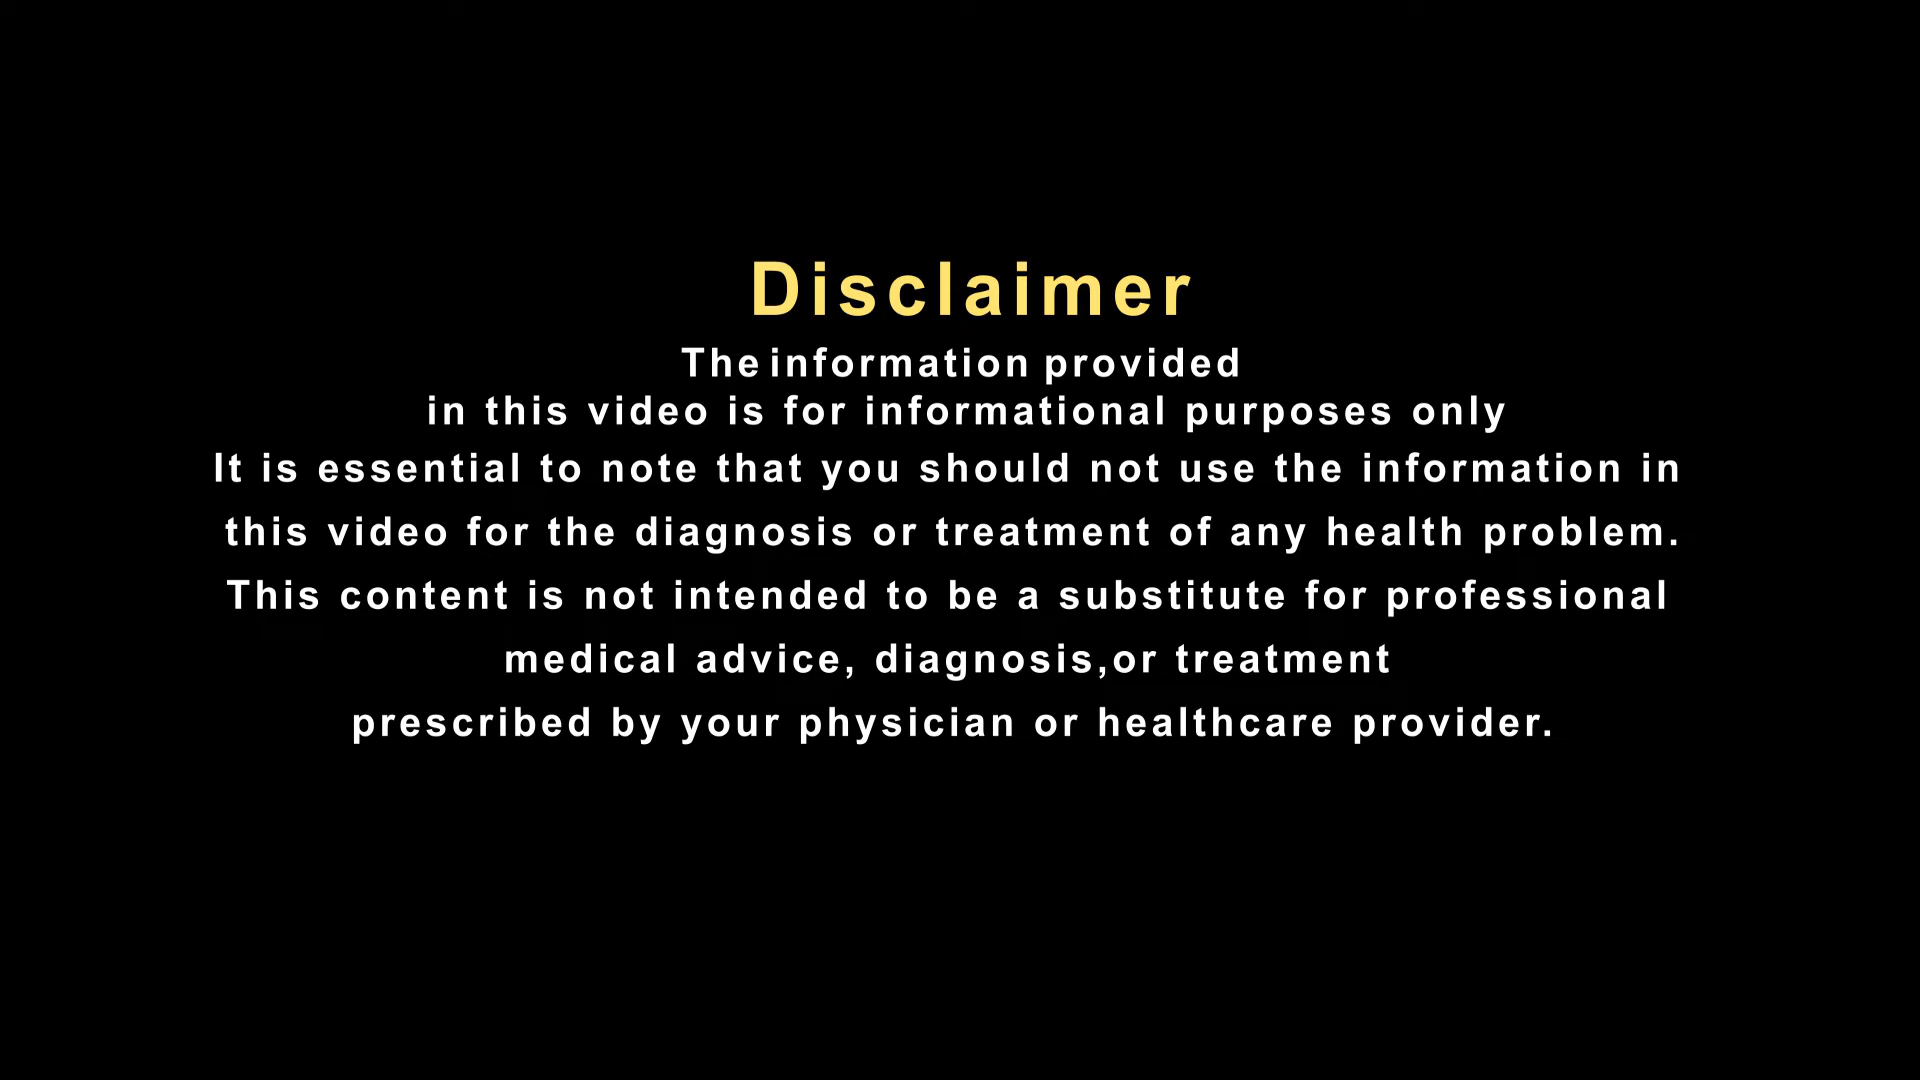 Disclaimer
The information provided
in this video is for informational purposes only
It is essential to note that you should not use the information in
this video for the diagnosis or treatment of any health problem.
This content is not intended to be a substitute for professional
medical advice, diagnosis,or treatment
prescribed by your physician or healthcare provider.